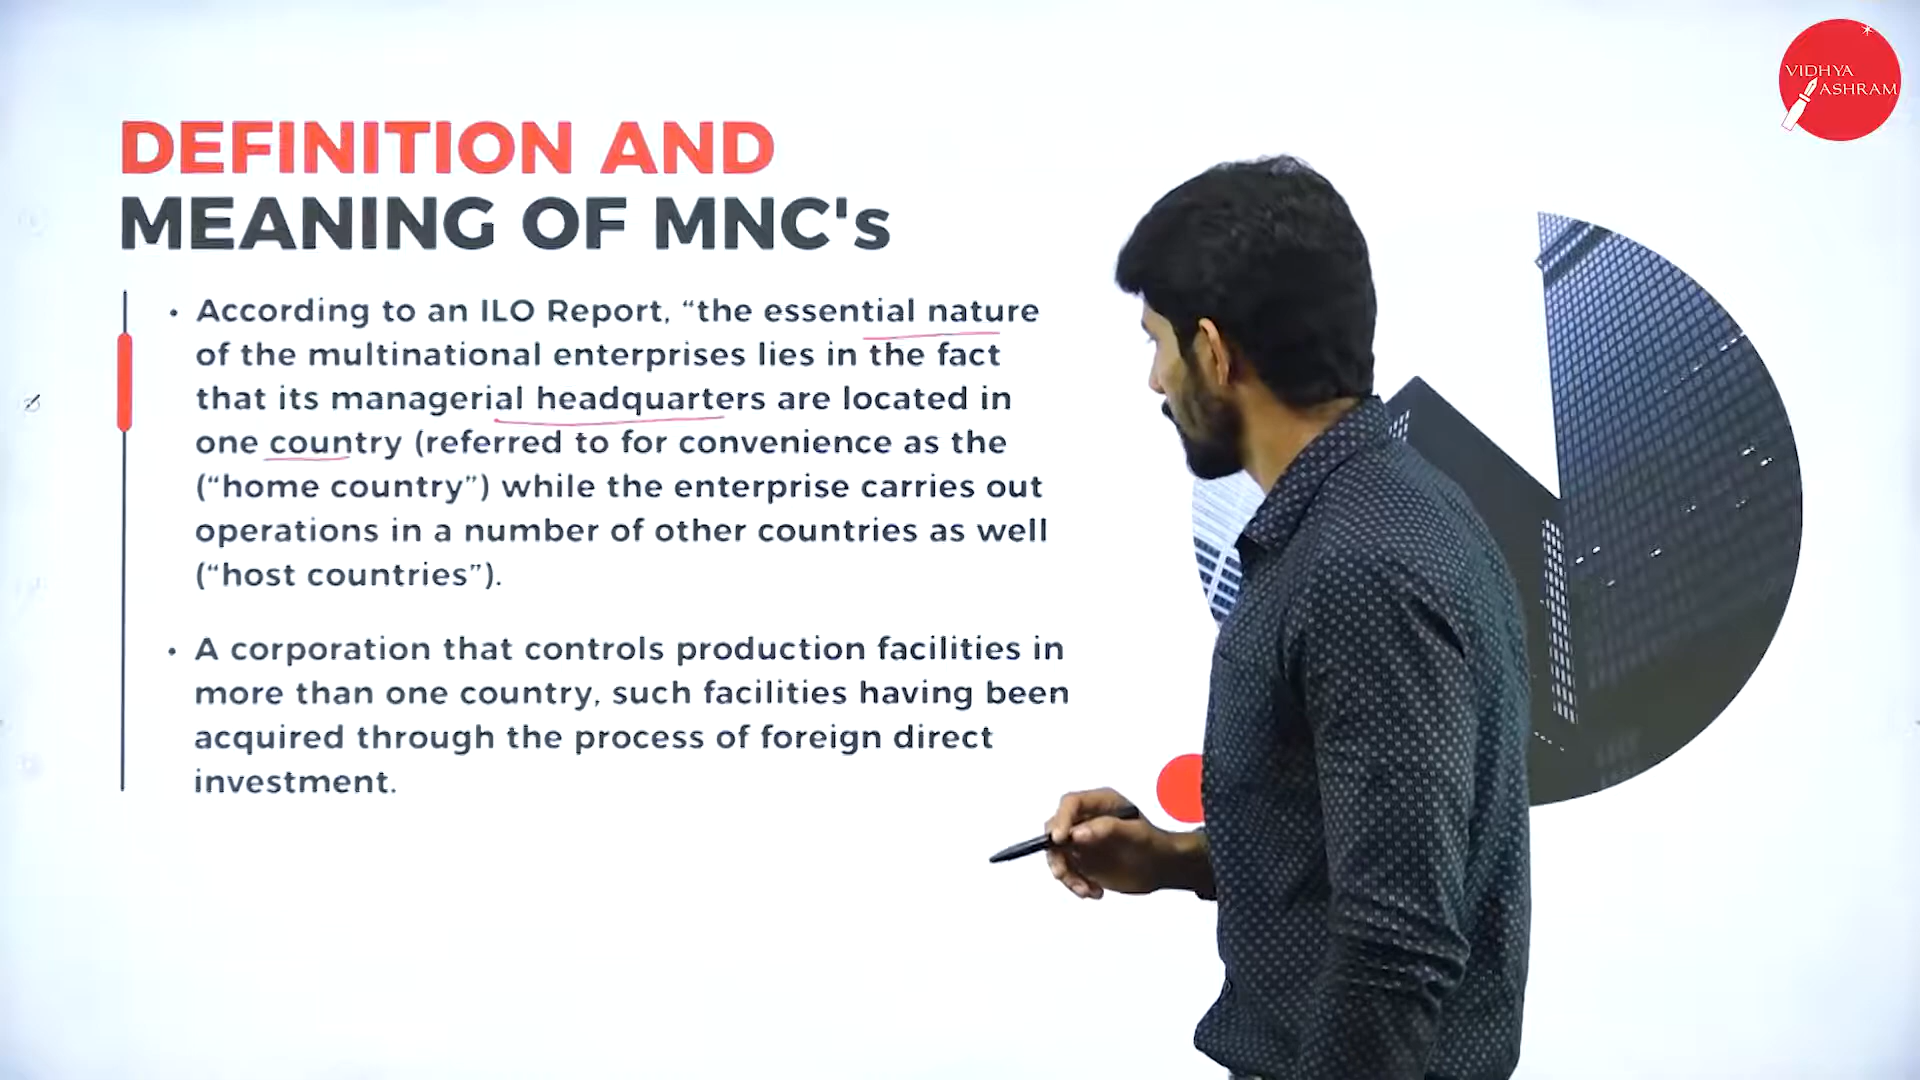 VIDHYA
ASHRAM
DEFINITION AND
MEANING OF MNC's
• According to an ILO Report, “the essential nature
of the multinational enterprises lies in the fact
that its managerial headquarters are located in
one country (referred to for convenience as the
(“home country”) while the enterprise carries out
operations in a number of other countries as well
(“host countries”).
• A corporation that controls production facilities in
more than one country, such facilities having been
acquired through the process of foreign direct
investment.